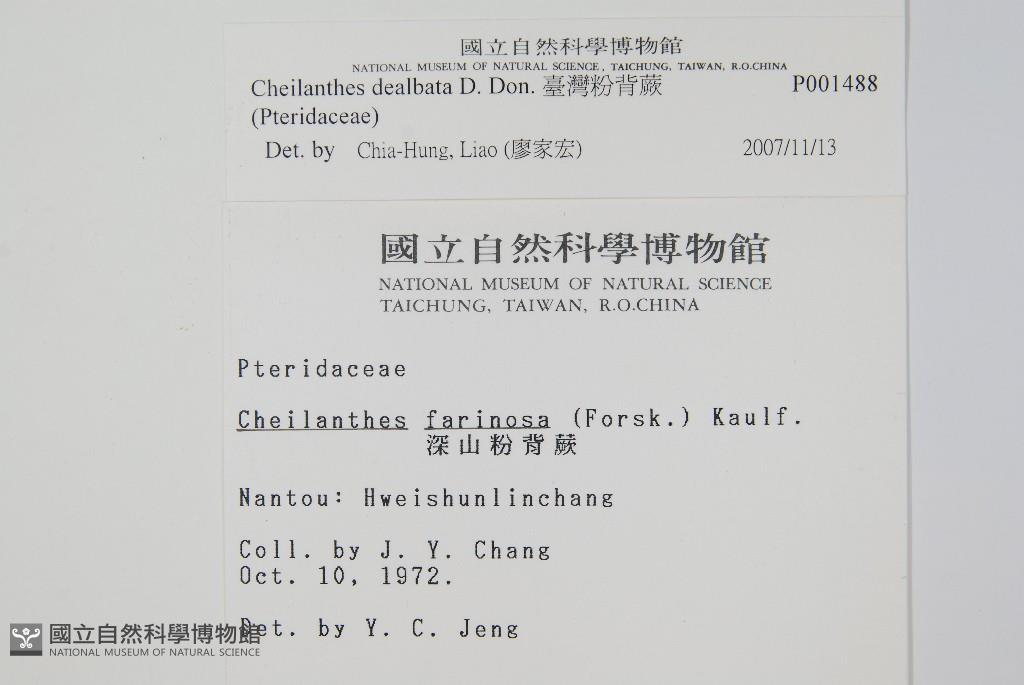 國立自然科學博物館
NATIONAL MUSEUM OF NATURAL SCIENCE, TAICHUNG, TAIWAN, R.O.CHINA
Cheilanthes dealbata D. Don. 臺灣粉背蕨 P001488
(Pteridaceae)
Det. by Chia-Hung, Liao (廖家宏) 2007/11/13
國立自然科學博物館
NATIONAL MUSEUM OF NATURAL SCIENCE
TAICHUNG, TAIWAN, R.O.CHINA
Pteridaceae
Cheilanthes farinosa (Forsk.) Kaulf.
深山粉背蕨
Nantou: Hweishunlinchang
Coll. by J. Y. Chang
Oct. 10, 1972.
Det. by Y. C. Jeng
國立自然科學博物館
NATIONAL MUSEUM OF NATURAL SCIENCE